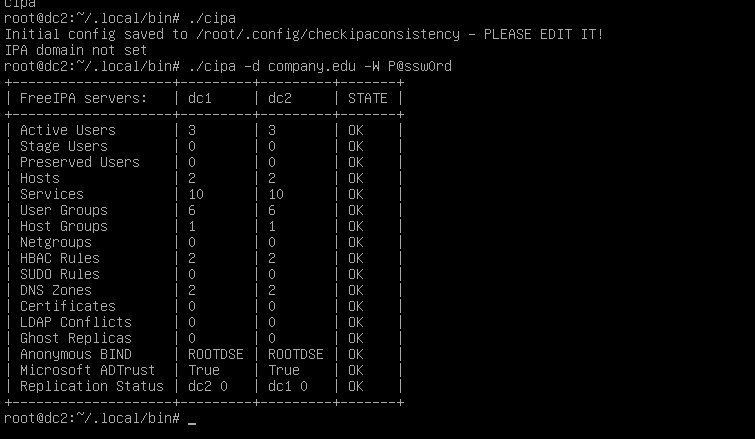 cipa
root@dc2:~/.local/bin# ./cipa
Initial config saved to /root/.config/checkipaconsistency - PLEASE EDIT IT!
IPA domain not set
root@dc2:~/.local/bin# ./cipa -d company.edu -W P@ssw0rd
+--------------------+---------+---------+-------+
| FreeIPA servers:   | dc1     | dc2     | STATE |
+--------------------+---------+---------+-------+
| Active Users       | 3       | 3       | OK    |
| Stage Users        | 0       | 0       | OK    |
| Preserved Users    | 0       | 0       | OK    |
| Hosts              | 2       | 2       | OK    |
| Services           | 10      | 10      | OK    |
| User Groups        | 6       | 6       | OK    |
| Host Groups        | 1       | 1       | OK    |
| Netgroups          | 0       | 0       | OK    |
| HBAC Rules         | 2       | 2       | OK    |
| SUDO Rules         | 0       | 0       | OK    |
| DNS Zones          | 2       | 2       | OK    |
| Certificates       | 0       | 0       | OK    |
| LDAP Conflicts     | 0       | 0       | OK    |
| Ghost Replicas     | 0       | 0       | OK    |
| Anonymous BIND     | ROOTDSE | ROOTDSE | OK    |
| Microsoft ADTrust  | True    | True    | OK    |
| Replication Status | dc2 0   | dc1 0   | OK    |
+--------------------+---------+---------+-------+
root@dc2:~/.local/bin# _